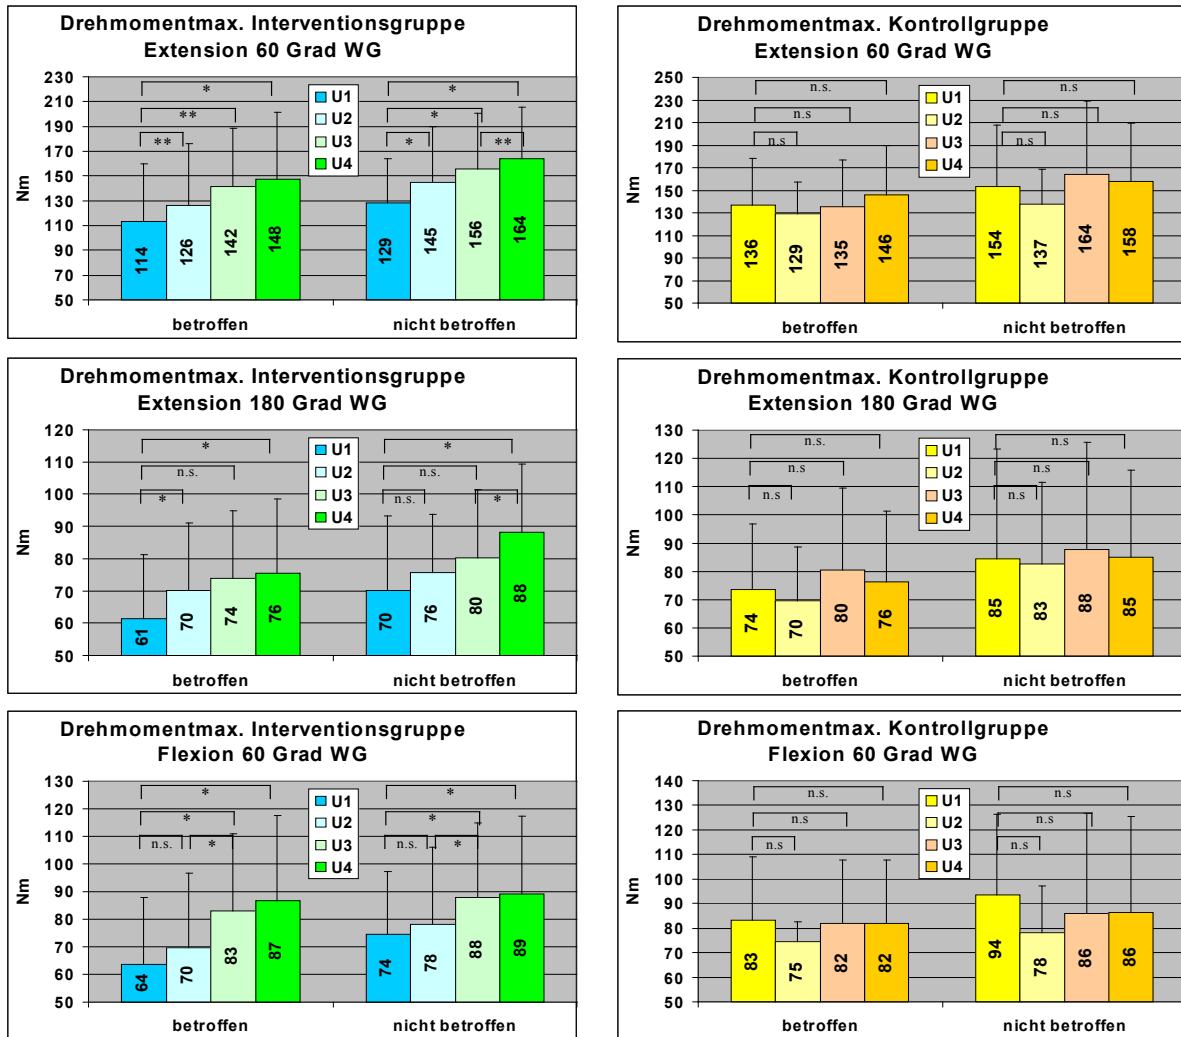 Drehmomentmax. Interventionsgruppe
Extension 60 Grad WG
230
210
190
170
150
130
110
90
70
50
Nm
U1
U2
U3
U4
*
**
**
*
*
*
**
114
126
142
148
129
145
156
164
betroffen
nicht betroffen
Drehmomentmax. Kontrollgruppe
Extension 60 Grad WG
250
230
210
190
170
150
130
110
90
70
50
Nm
U1
U2
U3
U4
n.s.
n.s
n.s
n.s
n.s
n.s
136
129
135
146
154
137
164
158
betroffen
nicht betroffen
Drehmomentmax. Interventionsgruppe
Extension 180 Grad WG
120
110
100
90
80
70
60
50
Nm
U1
U2
U3
U4
*
n.s.
*
*
n.s.
n.s.
*
61
70
74
76
70
76
80
88
betroffen
nicht betroffen
Drehmomentmax. Kontrollgruppe
Extension 180 Grad WG
130
120
110
100
90
80
70
60
50
Nm
U1
U2
U3
U4
n.s.
n.s
n.s
n.s
n.s
n.s
74
70
80
76
85
83
88
85
betroffen
nicht betroffen
Drehmomentmax. Interventionsgruppe
Flexion 60 Grad WG
130
120
110
100
90
80
70
60
50
Nm
U1
U2
U3
U4
*
*
n.s.
*
*
*
n.s.
*
64
70
83
87
74
78
88
89
betroffen
nicht betroffen
Drehmomentmax. Kontrollgruppe
Flexion 60 Grad WG
140
130
120
110
100
90
80
70
60
50
Nm
U1
U2
U3
U4
n.s.
n.s
n.s
n.s
n.s
n.s
83
75
82
82
94
78
86
86
betroffen
nicht betroffen